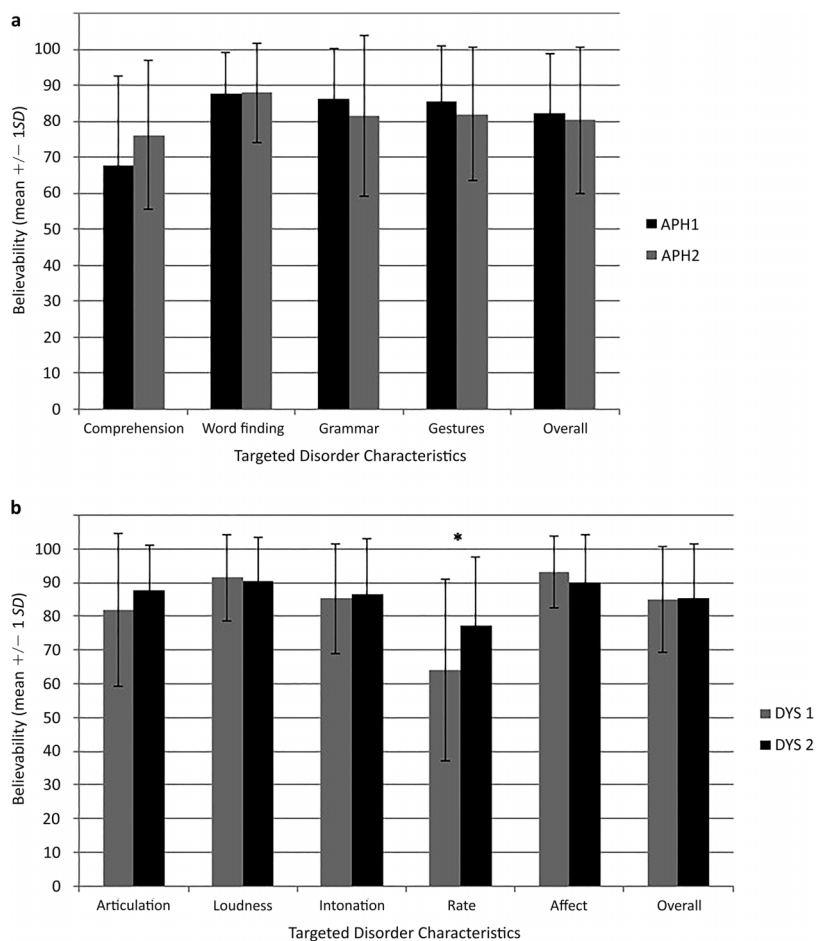 a
Believability (mean +/− 1SD)
100
90
80
70
60
50
40
30
20
10
0
Comprehension Word finding Grammar Gestures Overall
Targeted Disorder Characteristics
APH1
APH2
b
Believability (mean +/− 1 SD)
*
100
90
80
70
60
50
40
30
20
10
0
Articulation Loudness Intonation Rate Affect Overall
Targeted Disorder Characteristics
DYS 1
DYS 2